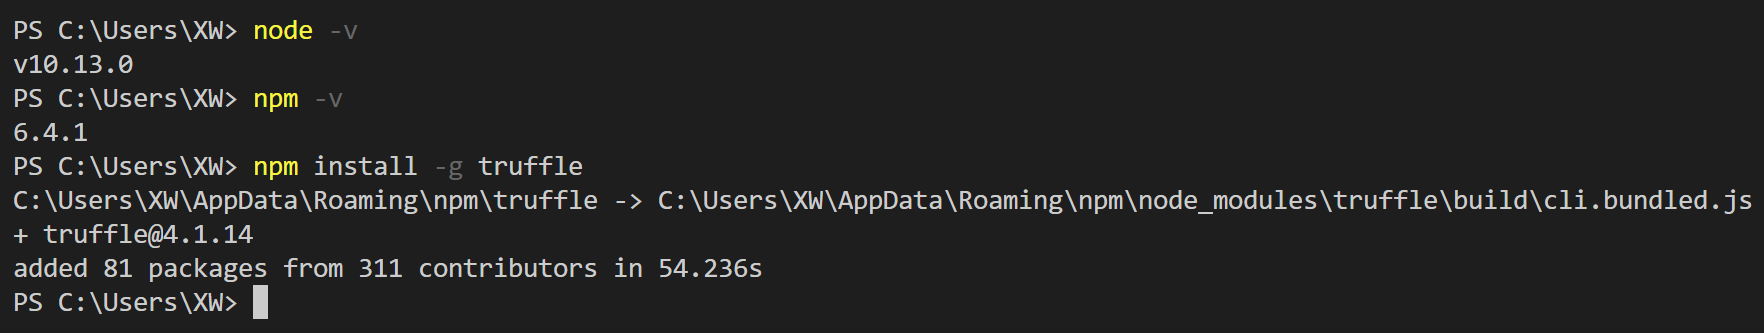 PS C:\Users\XW> node -v
v10.13.0
PS C:\Users\XW> npm -v
6.4.1
PS C:\Users\XW> npm install -g truffle
C:\Users\XW\AppData\Roaming\npm\truffle -> C:\Users\XW\AppData\Roaming\npm\node_modules\truffle\build\cli.bundled.js
+ truffle@4.1.14
added 81 packages from 311 contributors in 54.236s
PS C:\Users\XW>